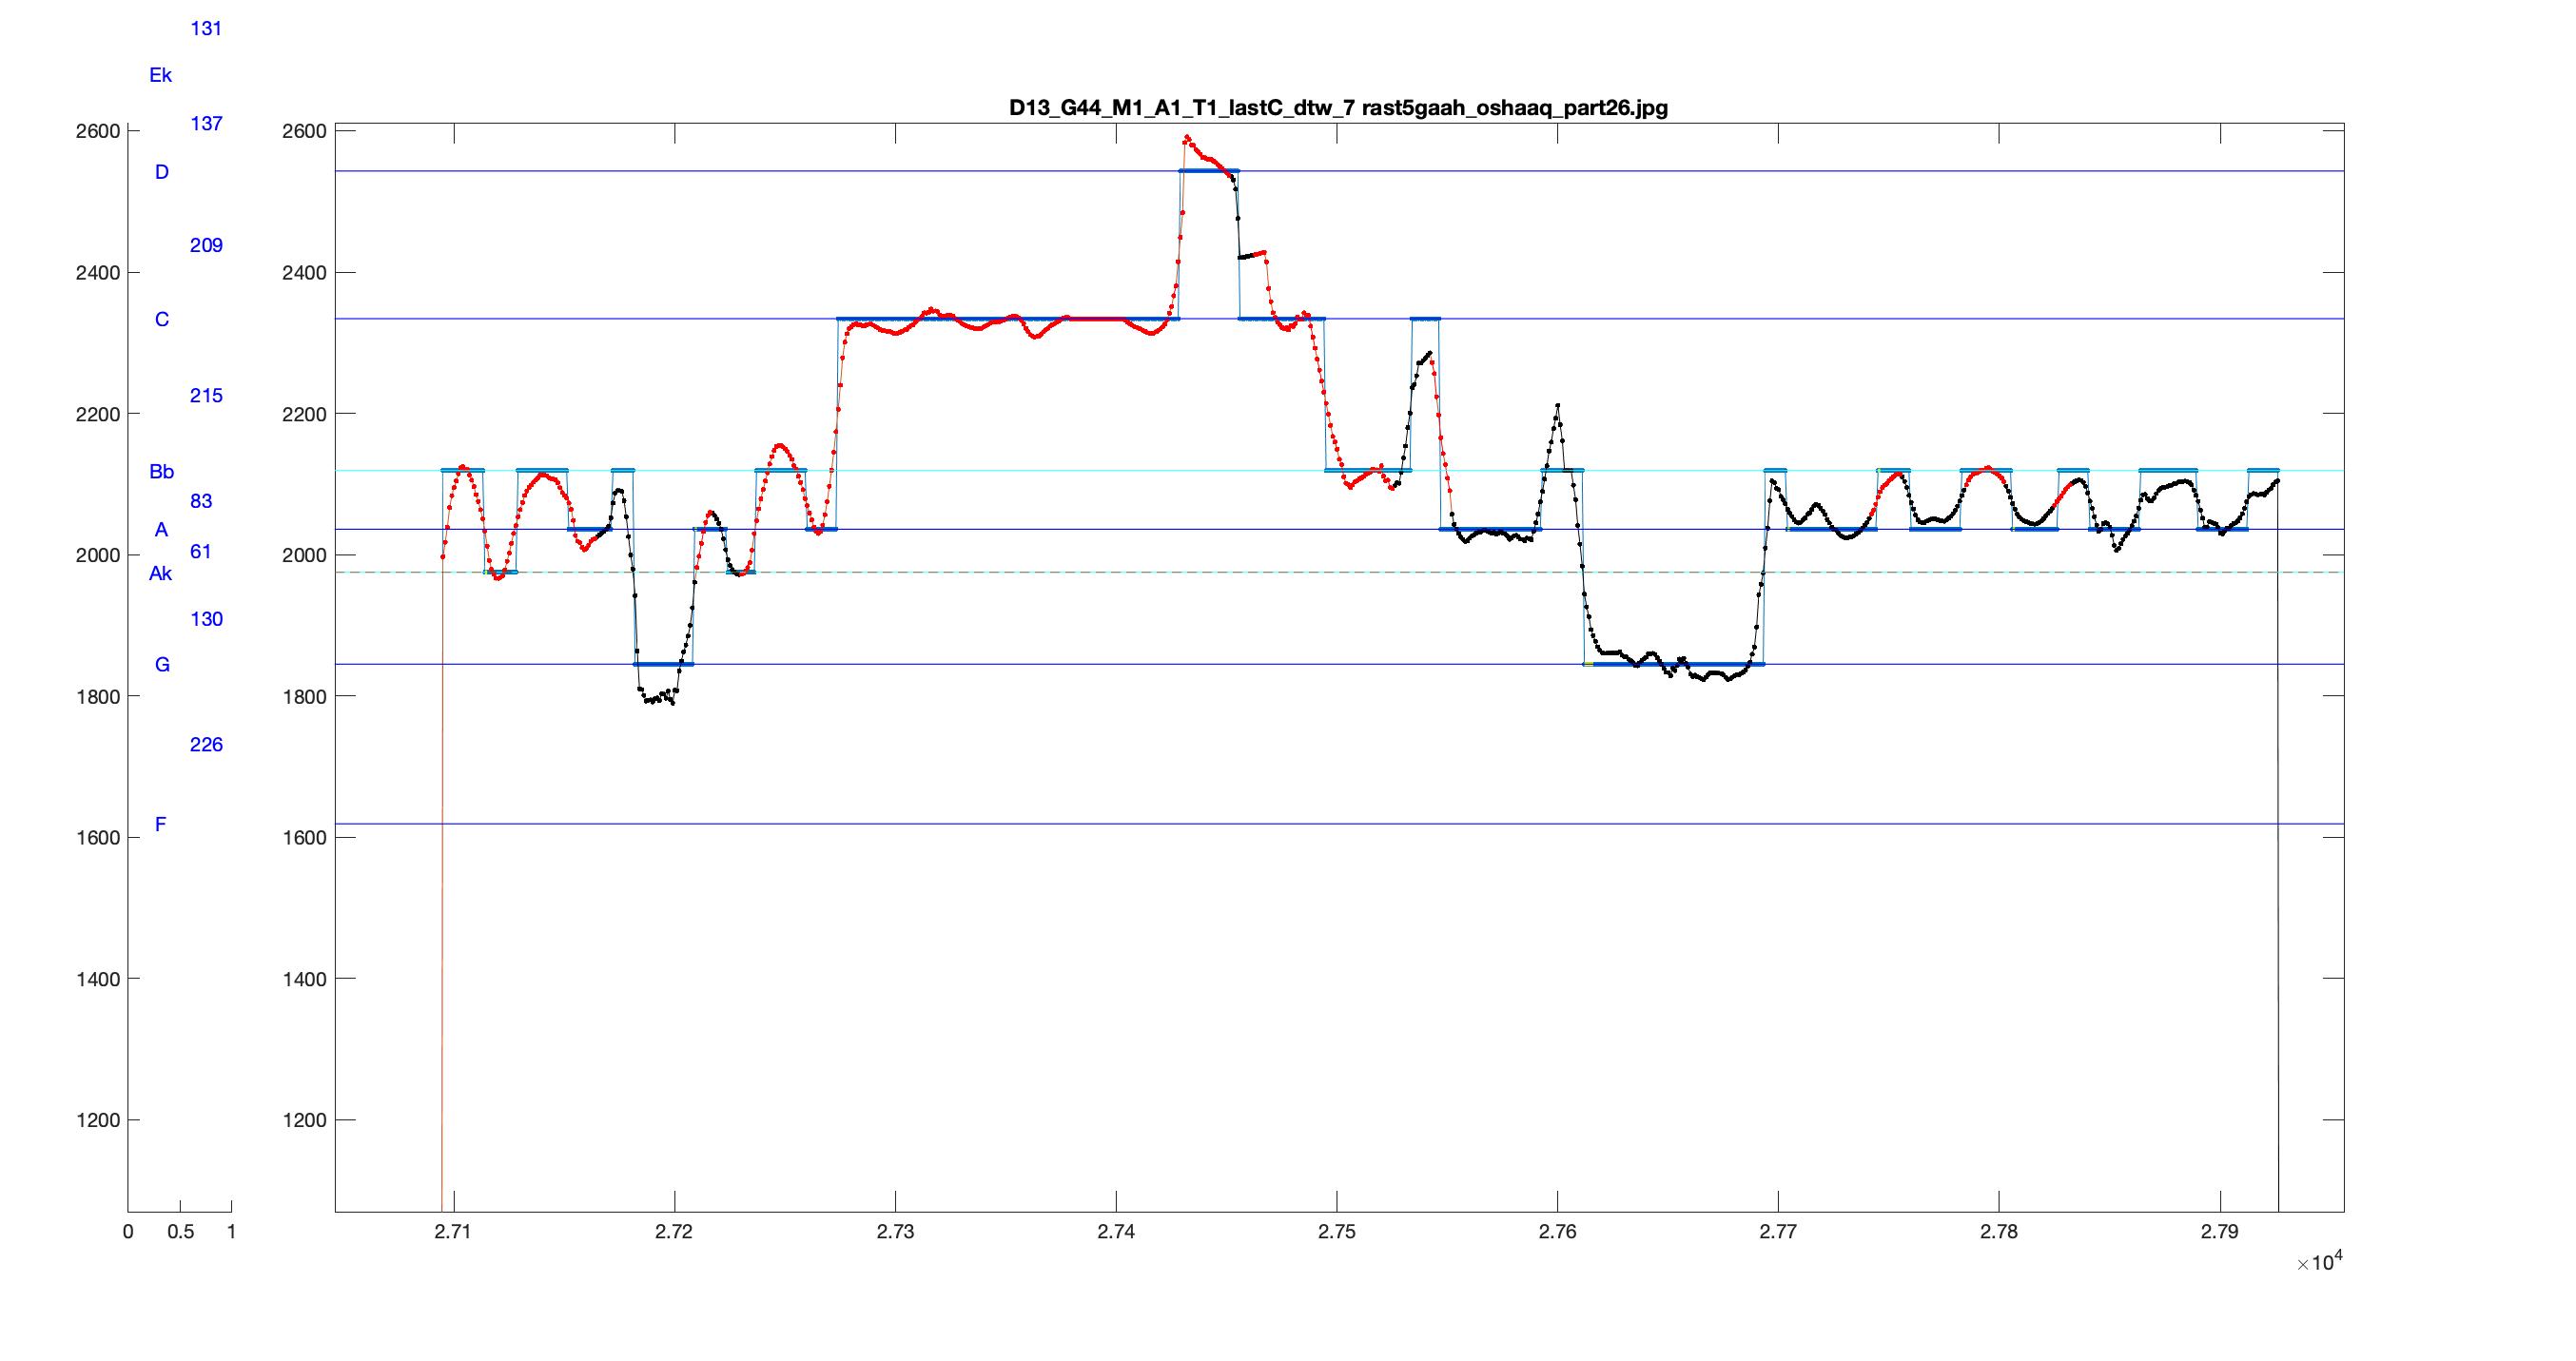 131
Ek
D13_G44_M1_A1_T1_lastC_dtw_7 rast5gaah_oshaaq_part26.jpg
2600 137 2600
D
209
2400 2400
C
215
2200 2200
Bb
83
A
2000 61 2000
Ak
130
G
1800 1800
226
F
1600 1600
1400 1400
1200 1200
0 0.5 1 2.71 2.72 2.73 2.74 2.75 2.76 2.77 2.78 2.79
×10⁴